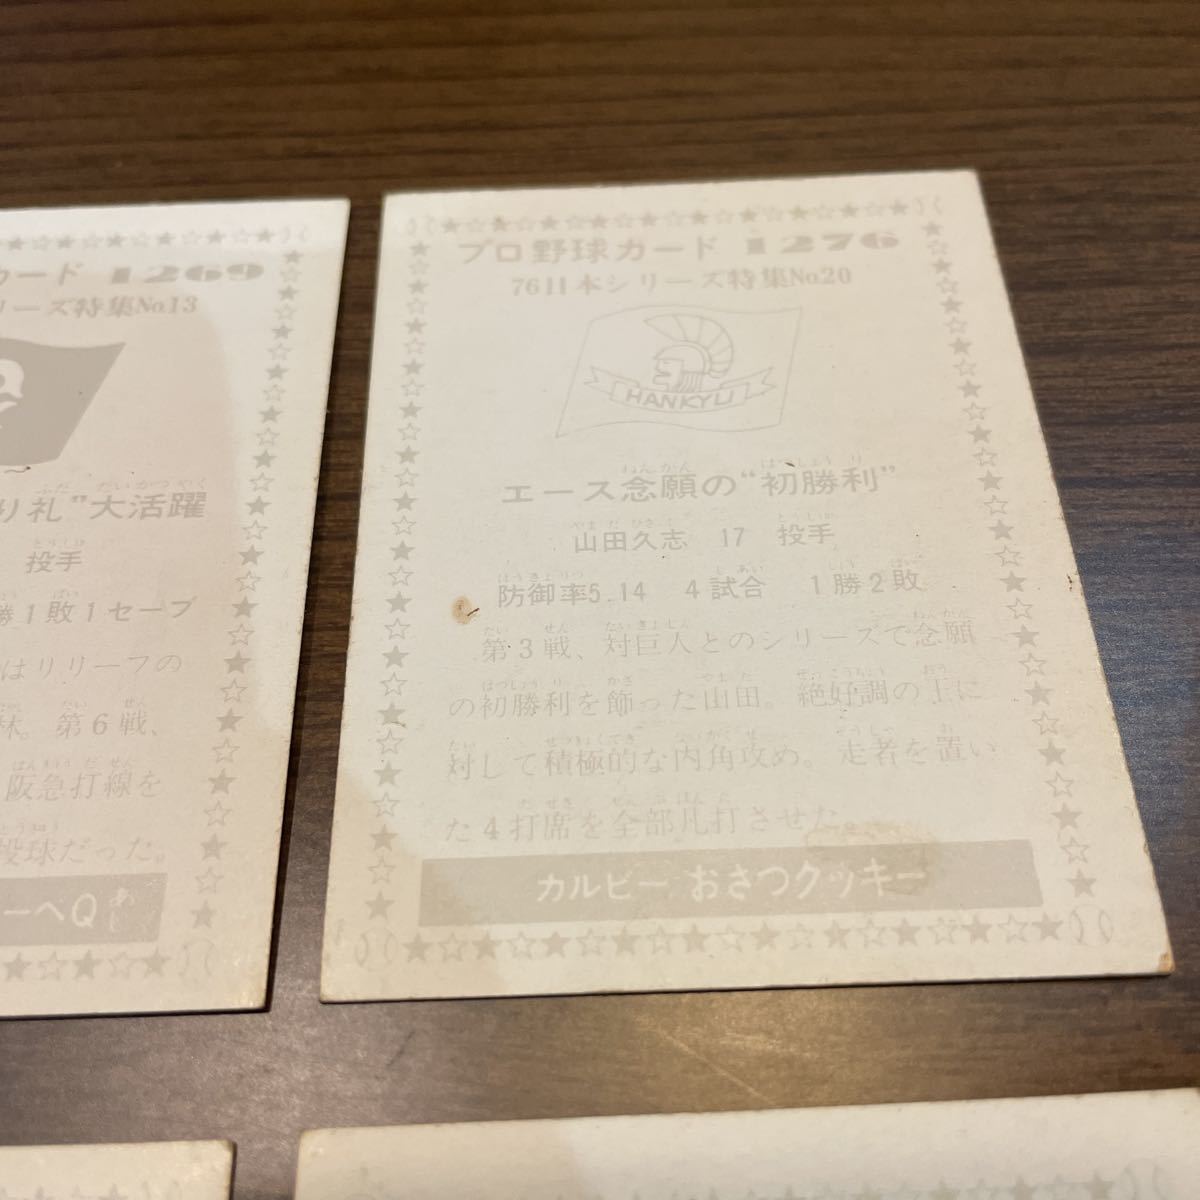 カード 1269
リーズ特集No.13
り礼"大活躍
投手
勝1敗1セーブ
はリリーフの
林。第6戦、
阪急打線を
投球だった。
ーへQ
プロ野球カード 1276
76日本シリーズ特集No.20
HANKYU
エース念願の"初勝利"
山田久志 17 投手
防御率5.14 4試合 1勝2敗
第3戦、対巨人とのシリーズで念願
の初勝利を飾った山田。絶好調の王に
対して積極的な内角攻め。走者を置い
た4打席を全部凡打させた。
カルビー おさつクッキー